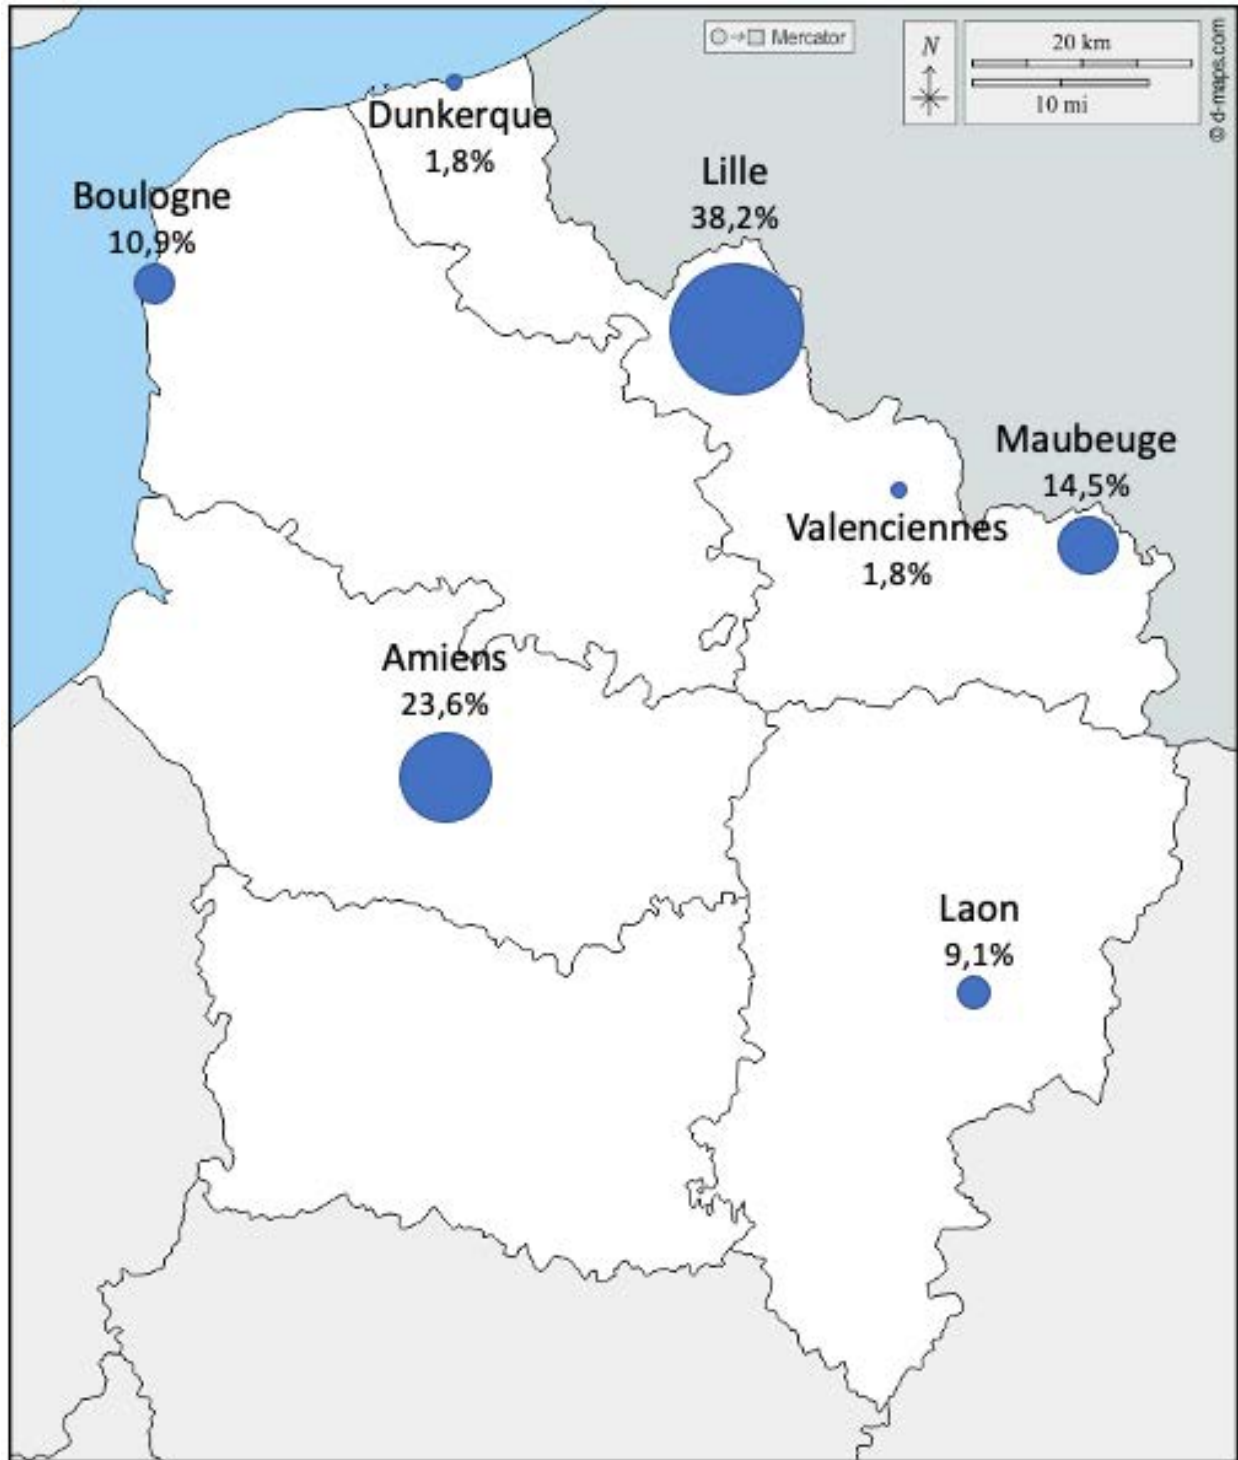 Mercator
N
20 km
10 mi
© d-maps.com
Dunkerque
1,8%
Lille
38,2%
Boulogne
10,9%
Maubeuge
14,5%
Valenciennes
1,8%
Amiens
23,6%
Laon
9,1%